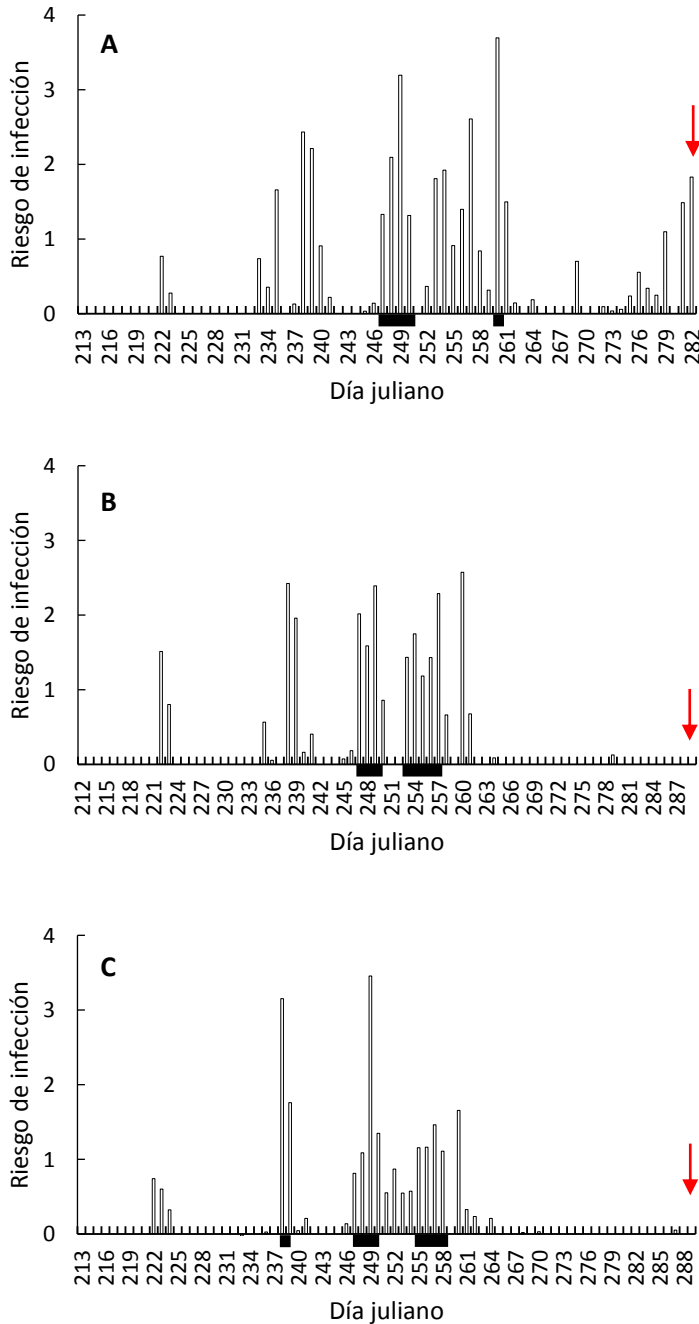 A
Riesgo de infección
4
3
2
1
0
213 216 219 222 225 228 231 234 237 240 243 246 249 252 255 258 261 264 267 270 273 276 279 282
Día juliano
B
Riesgo de infección
4
3
2
1
0
212 215 218 221 224 227 230 233 236 239 242 245 248 251 254 257 260 263 266 269 272 275 278 281 284 287
Día juliano
C
Riesgo de infección
4
3
2
1
0
213 216 219 222 225 228 231 234 237 240 243 246 249 252 255 258 261 264 267 270 273 276 279 282 285 288
Día juliano